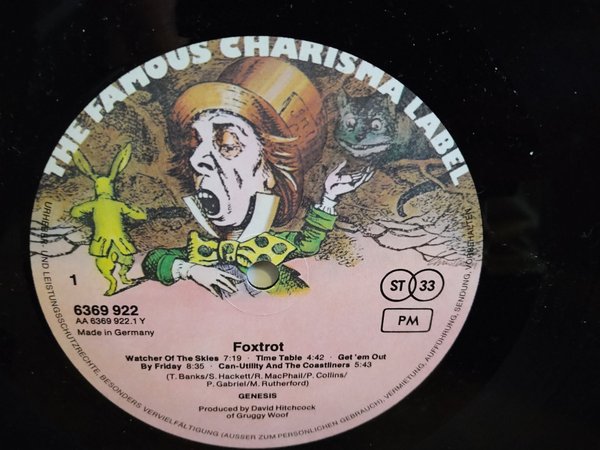 THE FAMOUS CHARISMA LABEL
1
6369 922
AA 6369 922.1 Y
Made in Germany
ST 33
PM
Foxtrot
Watcher Of The Skies 7:19 · Time Table 4:42 · Get 'em Out
By Friday 8:35 · Can-Utility And The Coastliners 5:43
(T. Banks/S. Hackett/R. MacPhail/P. Collins/
P. Gabriel/M. Rutherford)
GENESIS
Produced by David Hitchcock
of Gruggy Woof
URHEBER- UND LEISTUNGSSCHUTZRECHTE, BESONDERS VERVIELFÄLTIGUNG (AUSSER ZUM PERSÖNLICHEN GEBRAUCH), VERMIETUNG, AUFFÜHRUNG, SENDUNG, VORBEHALTEN